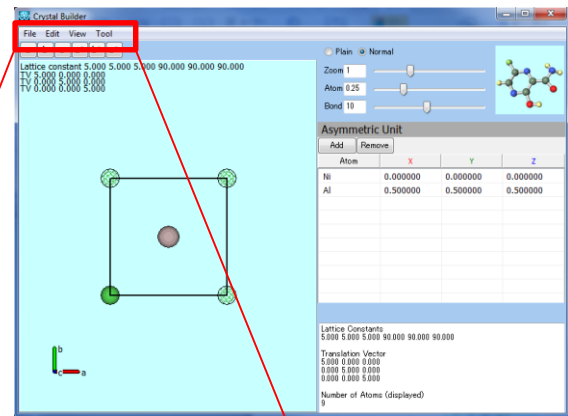 Crystal Builder
File Edit View Tool
Lattice constant 5.000 5.000 5.000 90.000 90.000 90.000
TV 5.000 0.000 0.000
TV 0.000 5.000 0.000
TV 0.000 0.000 5.000
b
c a
Plain Normal
Zoom 1
Atom 0.25
Bond 10
Asymmetric Unit
Add Remove
Atom X Y Z
Ni 0.000000 0.000000 0.000000
Al 0.500000 0.500000 0.500000
Lattice Constants
5.000 5.000 5.000 90.000 90.000 90.000
Translation Vector
5.000 0.000 0.000
0.000 5.000 0.000
0.000 0.000 5.000
Number of Atoms (displayed)
9